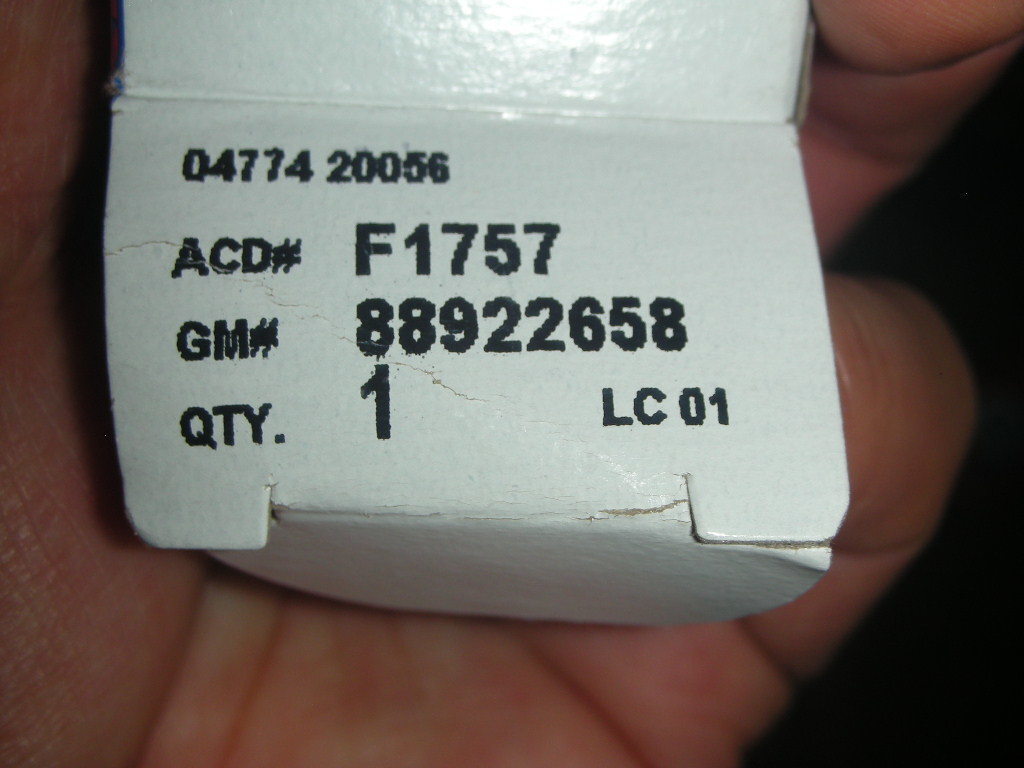 04774 20056
ACD# F1757
GM# 88922658
QTY. 1 LC 01